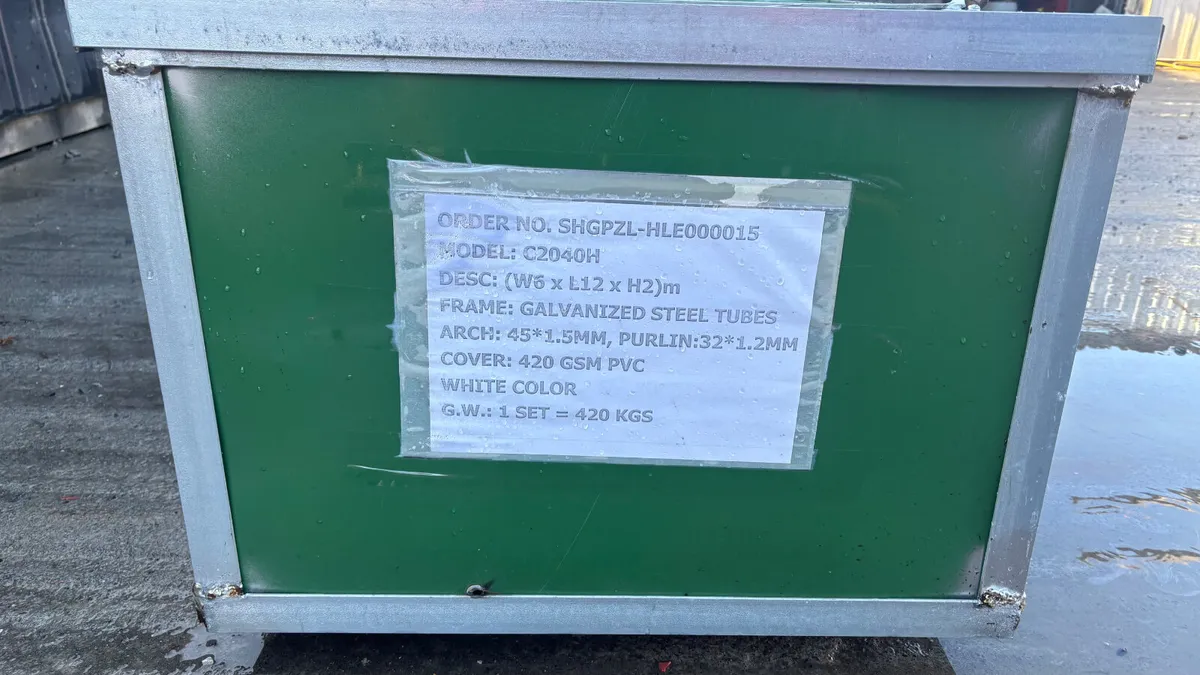 ORDER NO. SHGPZL-HLE000015
MODEL: C2040H
DESC: (W6 x L12 x H2)m
FRAME: GALVANIZED STEEL TUBES
ARCH: 45*1.5MM, PURLIN:32*1.2MM
COVER: 420 GSM PVC
WHITE COLOR
G.W.: 1 SET = 420 KGS